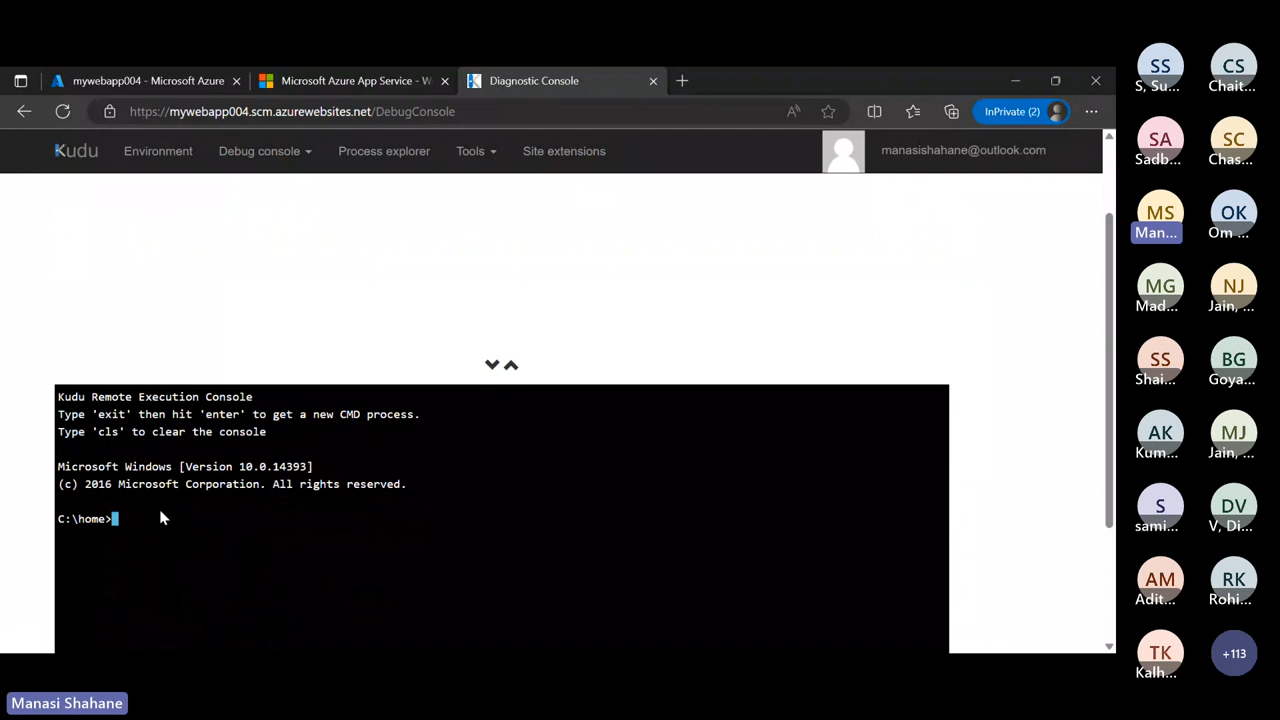 mywebapp004 - Microsoft Azure
Microsoft Azure App Service - W
Diagnostic Console
https://mywebapp004.scm.azurewebsites.net/DebugConsole
InPrivate (2)
Kudu
Environment
Debug console
Process explorer
Tools
Site extensions
manasishahane@outlook.com
Kudu Remote Execution Console
Type 'exit' then hit 'enter' to get a new CMD process.
Type 'cls' to clear the console
Microsoft Windows [Version 10.0.14393]
(c) 2016 Microsoft Corporation. All rights reserved.
C:\home>
SS
S, Su...
CS
Chait...
SA
Sadb...
SC
Chas...
MS
Man...
OK
Om ...
MG
Mad...
NJ
Jain, ...
SS
Shai...
BG
Goya...
AK
Kum...
MJ
Jain, ...
S
sami...
DV
V, Di...
AM
Adit...
RK
Rohi...
TK
Kalh...
+113
Manasi Shahane